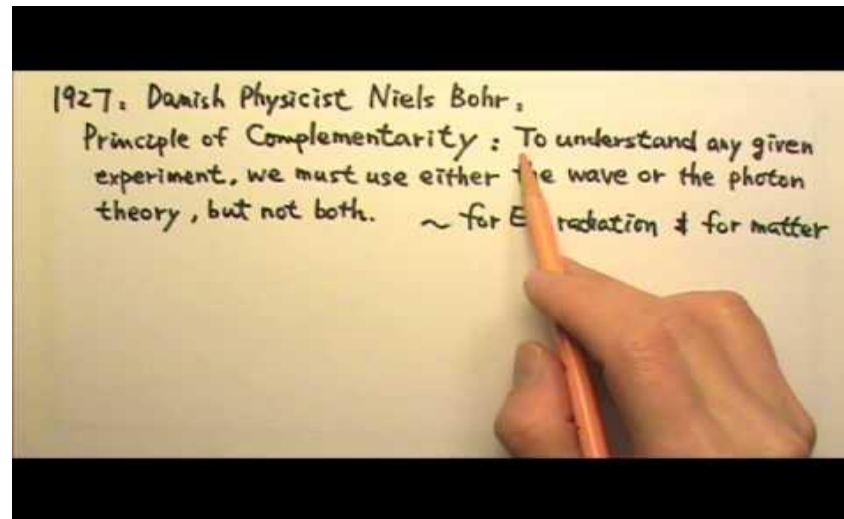 1927: Danish Physicist Niels Bohr:
Principle of Complementarity: To understand any given
experiment, we must use either the wave or the photon
theory, but not both. ~ for E radiation & for matter